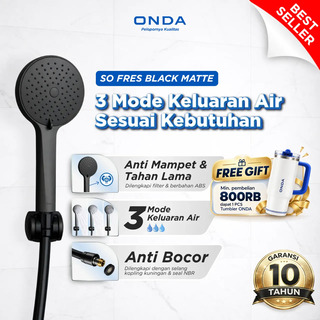 ONDA
Pelopornya Kualitas
BEST
SELLER
SO FRES BLACK MATTE
3 Mode Keluaran Air
Sesuai Kebutuhan
Anti Mampet &
Tahan Lama
Dilengkapi filter & berbahan ABS
3 Mode
Keluaran Air
Anti Bocor
Dilengkapi dengan selang
kopling kuningan & seal NBR
FREE GIFT
Min. pembelian
800RB
dapat 1 PCS
Tumbler ONDA
ONDA
GARANSI
10
TAHUN